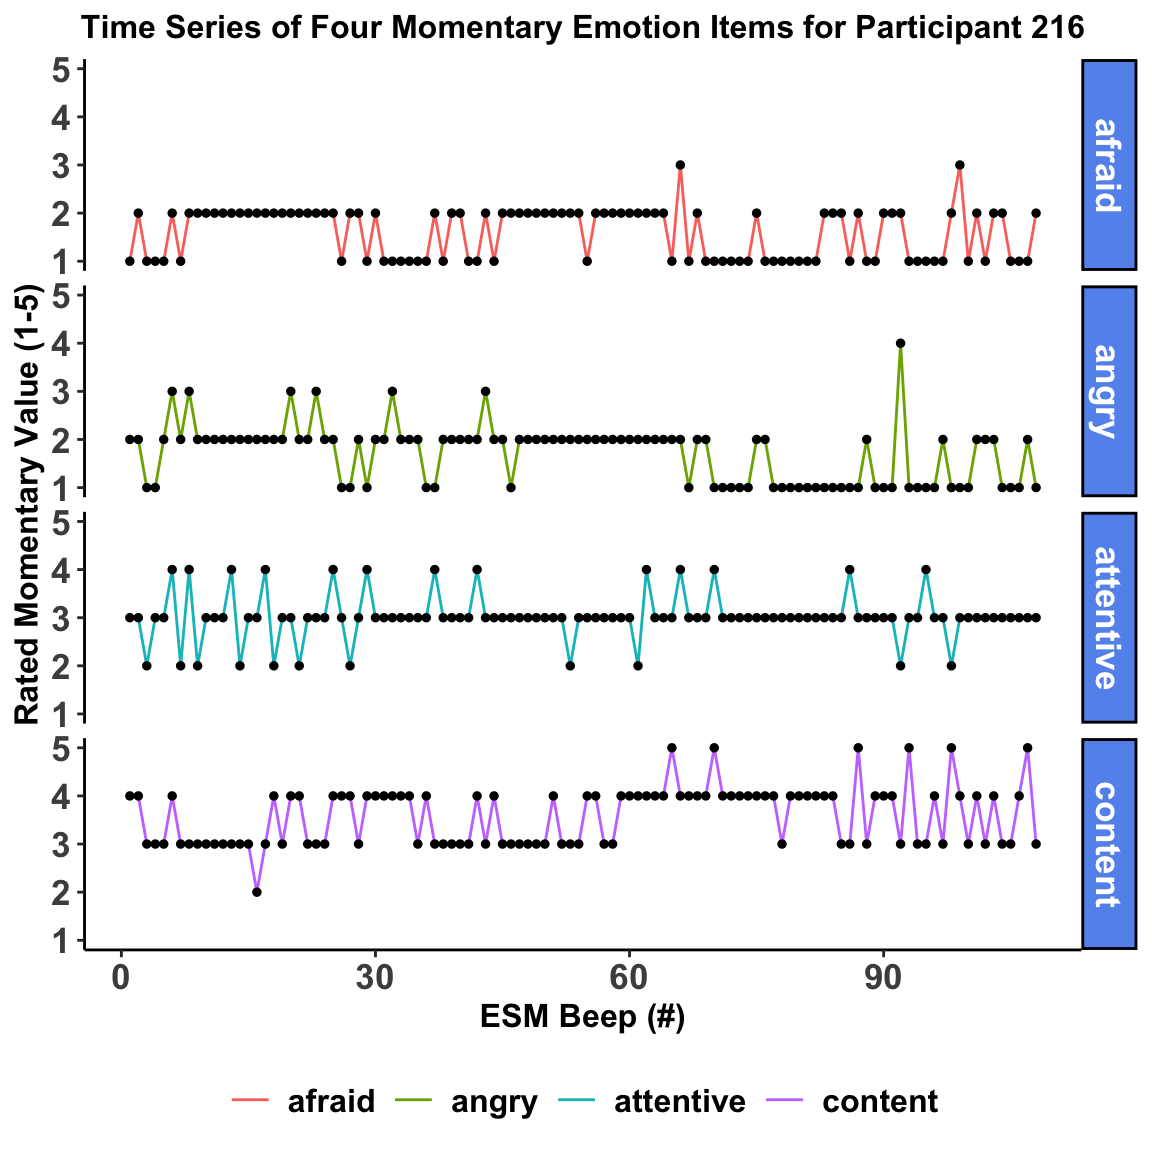 Time Series of Four Momentary Emotion Items for Participant 216
Rated Momentary Value (1-5)
5
4
3
2
1
afraid
5
4
3
2
1
angry
5
4
3
2
1
attentive
5
4
3
2
1
content
0 30 60 90
ESM Beep (#)
afraid angry attentive content